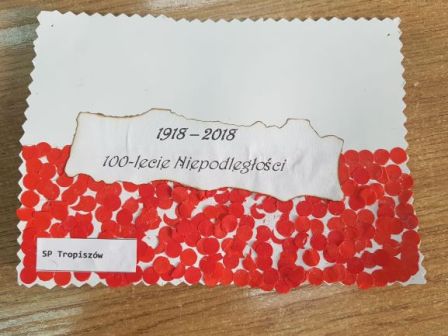 1918 – 2018
100-lecie Niepodległości
SP Tropiszów